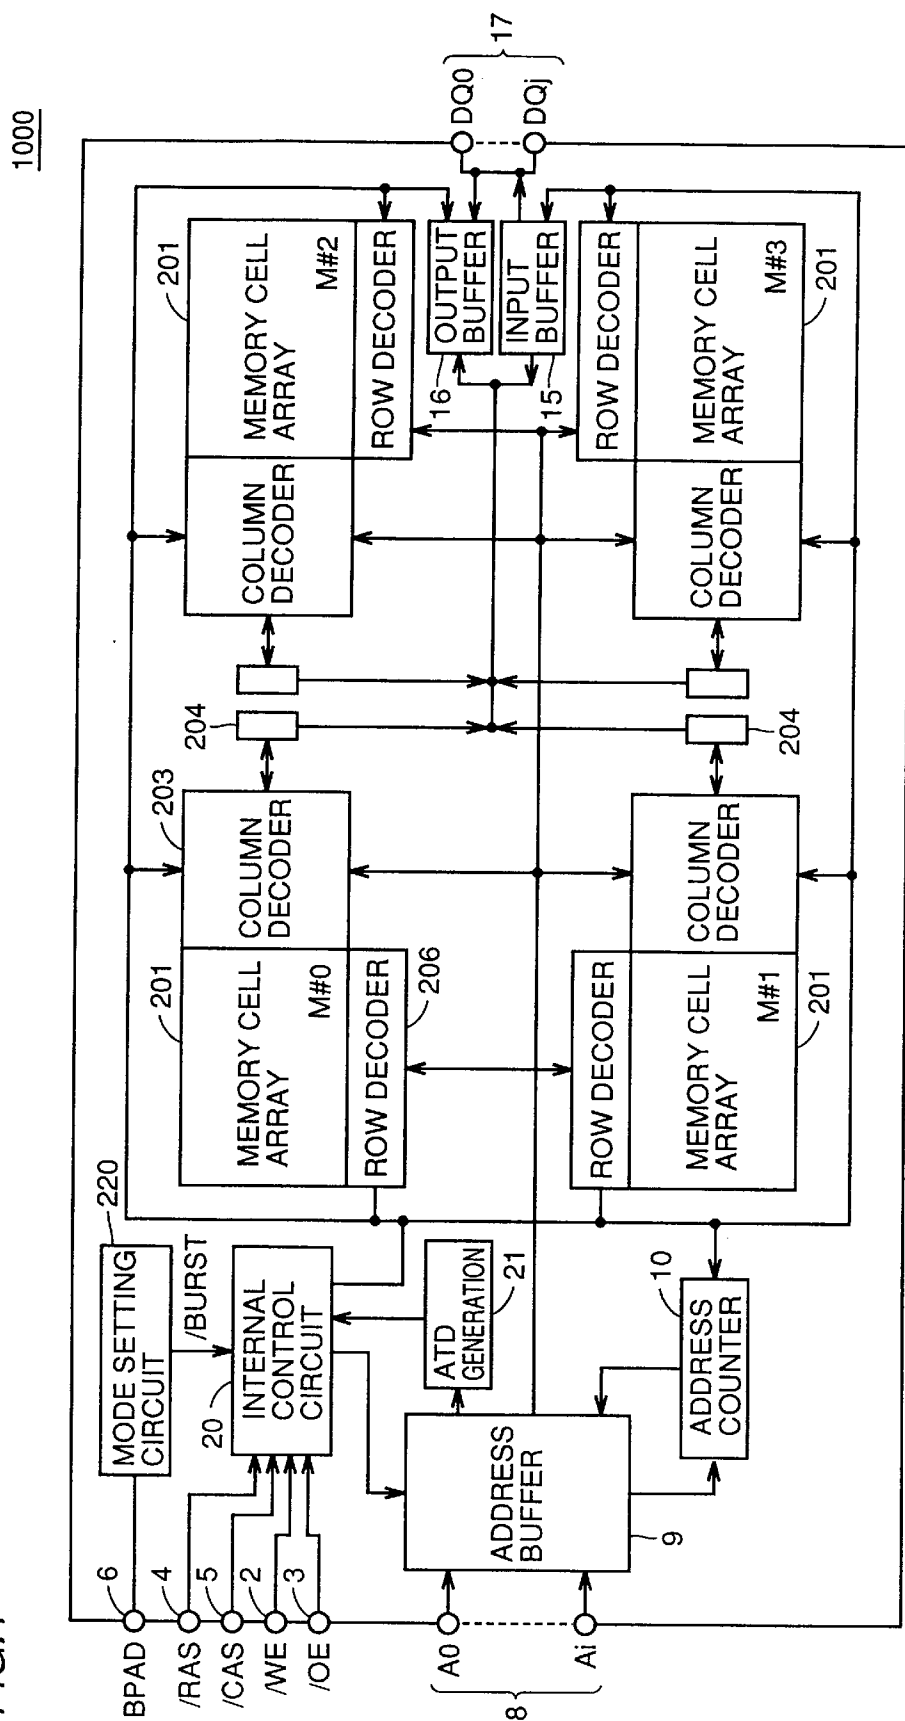 1000
BPAD
6
/RAS
4
/CAS
5
/WE
2
/OE
3
A0
Ai
8
MODE SETTING
CIRCUIT
220
/BURST
INTERNAL
CONTROL
CIRCUIT
20
ATD
GENERATION
21
ADDRESS
BUFFER
9
ADDRESS
COUNTER
10
201
MEMORY CELL
ARRAY
M#0
ROW DECODER
206
COLUMN
DECODER
203
204
201
MEMORY CELL
ARRAY
M#2
ROW DECODER
COLUMN
DECODER
ROW DECODER
MEMORY CELL
ARRAY
M#1
201
COLUMN
DECODER
204
ROW DECODER
MEMORY CELL
ARRAY
M#3
201
COLUMN
DECODER
OUTPUT
BUFFER
16
INPUT
BUFFER
15
DQ0
DQj
17